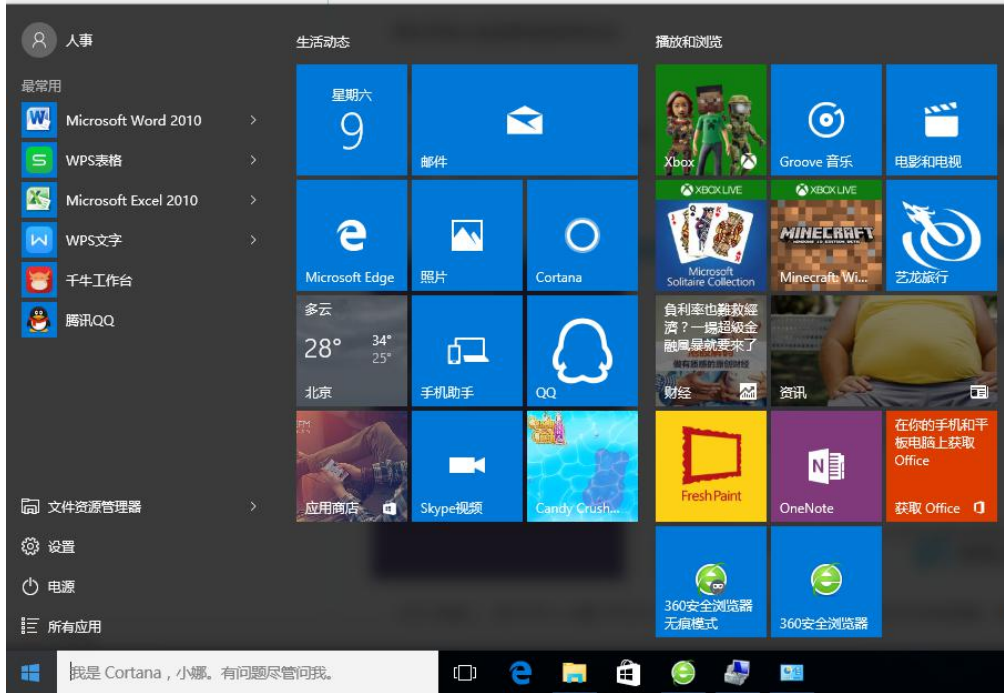 人事
最常用
Microsoft Word 2010
WPS表格
Microsoft Excel 2010
WPS文字
千牛工作台
腾讯QQ
文件资源管理器
设置
电源
所有应用
生活动态
星期六
9
邮件
Microsoft Edge
照片
Cortana
多云
28°
34°
25°
北京
手机助手
QQ
应用商店
Skype视频
Candy Crush...
播放和浏览
Xbox
Groove 音乐
电影和电视
XBOX LIVE
Microsoft
Solitaire Collection
XBOX LIVE
MINECRAFT
WINDOWS 10 EDITION BETA
Minecraft: Wi...
艺龙旅行
負利率也難救經
濟？一場超級金
融風暴就要來了
财经
资讯
Fresh Paint
OneNote
在你的手机和平
板电脑上获取
Office
获取 Office
360安全浏览器
无痕模式
360安全浏览器
我是 Cortana，小娜。有问题尽管问我。